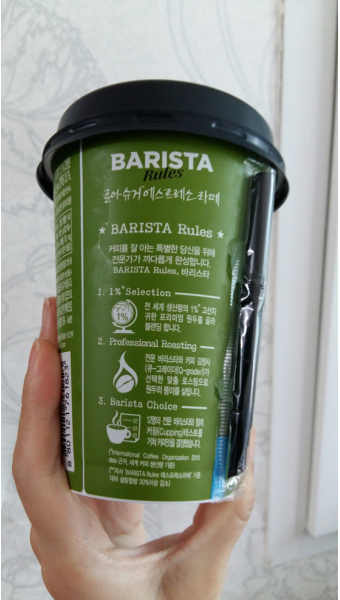 BARISTA
Rules
로어-슈거 에스프레소 라떼
* BARISTA Rules *
커피를 잘 아는 특별한 당신을 위해
전문가가 까다롭게 완성합니다.
BARISTA Rules, 바리스타
1. 1%* Selection
1%
전 세계 생산량의 1%* 고산지
귀한 프리미엄 원두를 골라
블렌딩 합니다.
2. Professional Roasting
전문 바리스타와 커피 감정사
(큐-그레이더(Q-grader))가
선택한 맞춤 로스팅으로
원두의 풍미를 살립니다.
3. Barista Choice
12명의 전문 바리스타와 함께
커핑(Cupping)테스트를
거쳐 커피맛을 결정했습니다.
(*International Coffee Organization 2010
data 근거, 세계 커피 생산량 기준)
(**자사 'BARISTA Rules 에스프레소라떼' 기준
대비 설탕함량 30%이상 감소)